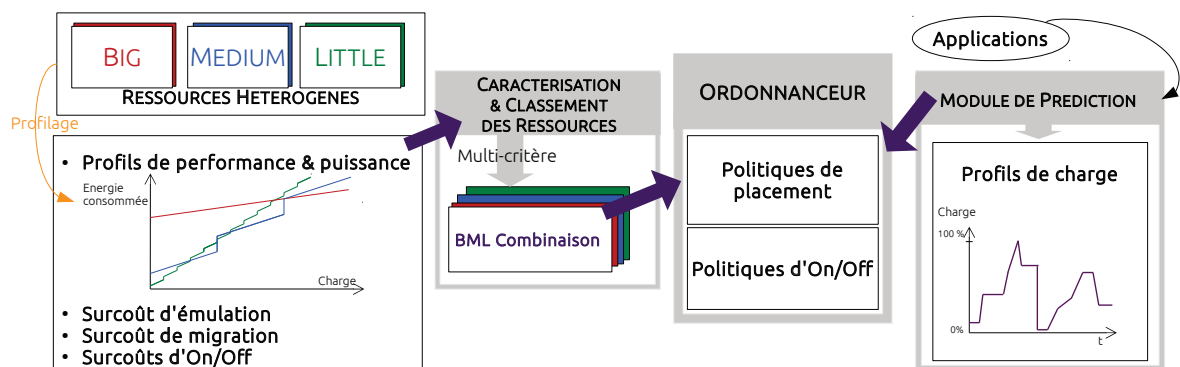 BIG
MEDIUM
LITTLE
RESSOURCES HETEROGENES
Profilage
• Profils de performance & puissance
Energie
consommée
Charge
• Surcoût d'émulation
• Surcoût de migration
• Surcoûts d'On/Off
CARACTERISATION
& CLASSEMENT
DES RESSOURCES
Multi-critère
BML Combinaison
ORDONNANCEUR
Politiques de
placement
Politiques d'On/Off
Applications
MODULE DE PREDICTION
Profils de charge
Charge
100 %
0%
t